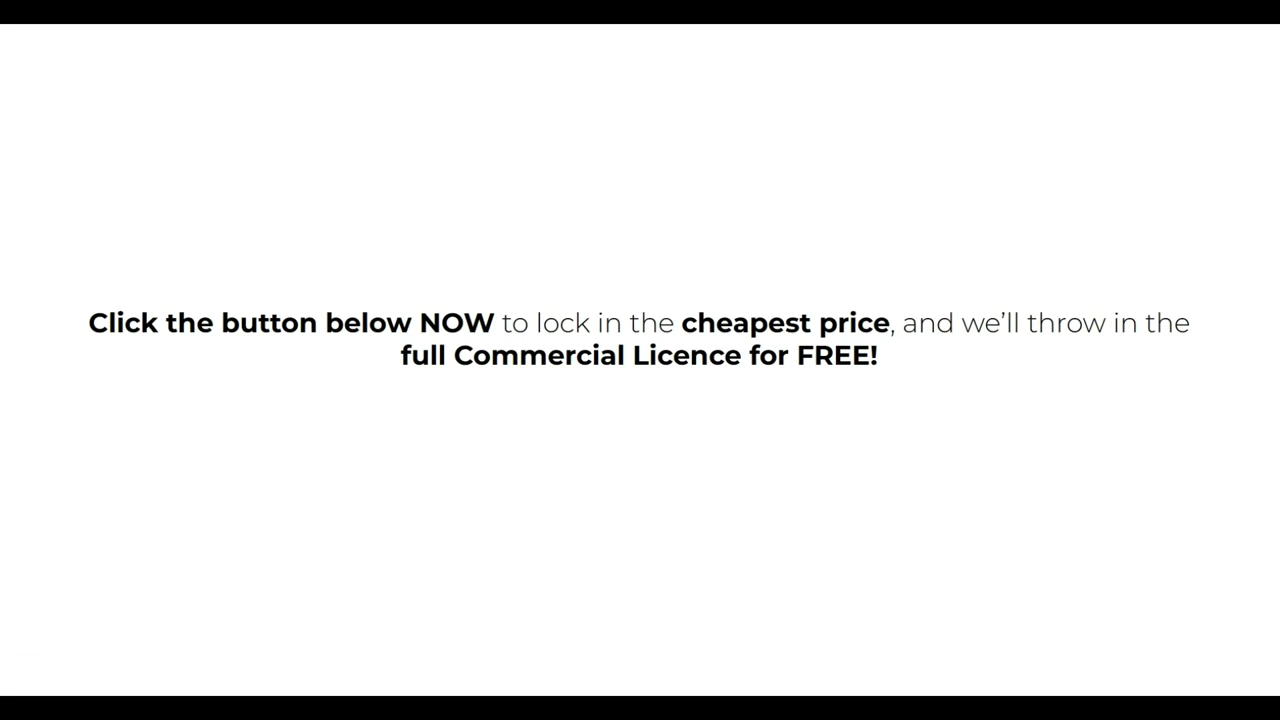 Click the button below NOW to lock in the cheapest price, and we’ll throw in the
full Commercial Licence for FREE!